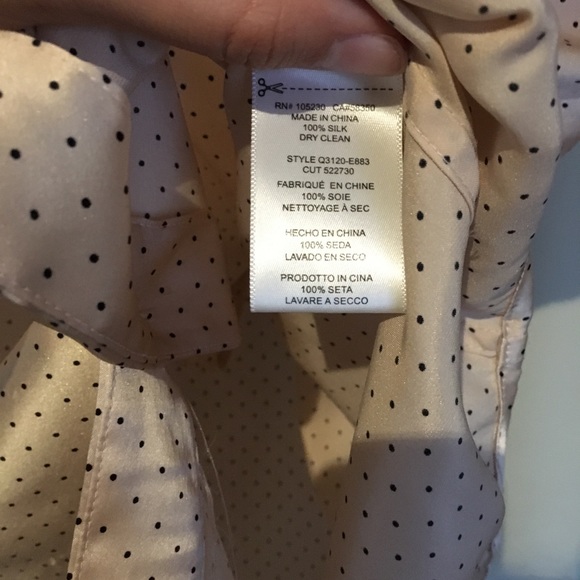 RN# 105230 CA#58350
MADE IN CHINA
100% SILK
DRY CLEAN
STYLE Q3120-E883
CUT 522730
FABRIQUÉ EN CHINE
100% SOIE
NETTOYAGE À SEC
HECHO EN CHINA
100% SEDA
LAVADO EN SECO
PRODOTTO IN CINA
100% SETA
LAVARE A SECCO